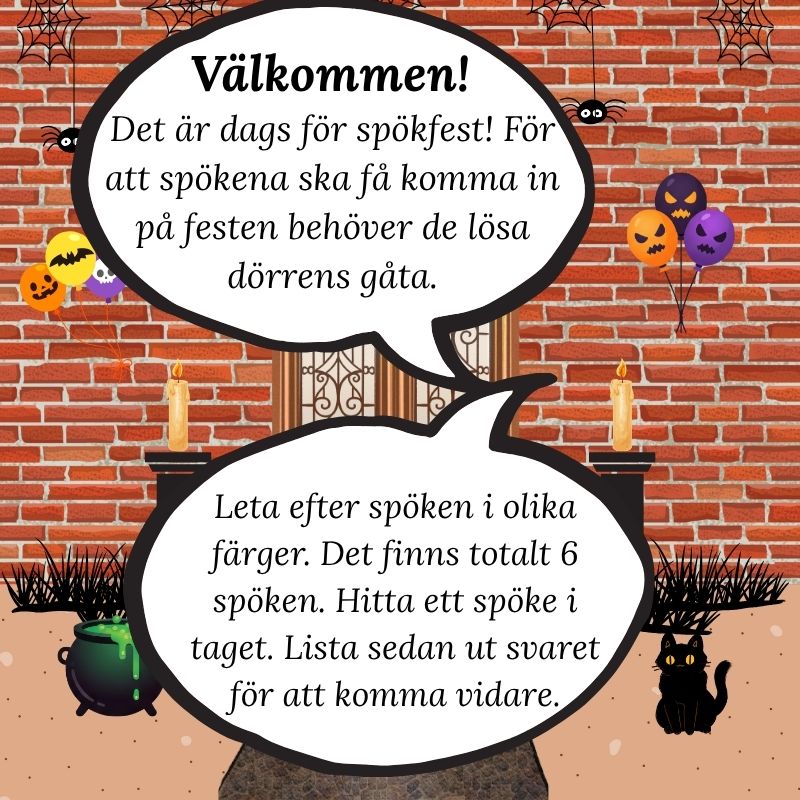 Välkommen!
Det är dags för spökfest! För
att spökena ska få komma in
på festen behöver de lösa
dörrens gåta.
Leta efter spöken i olika
färger. Det finns totalt 6
spöken. Hitta ett spöke i
taget. Lista sedan ut svaret
för att komma vidare.